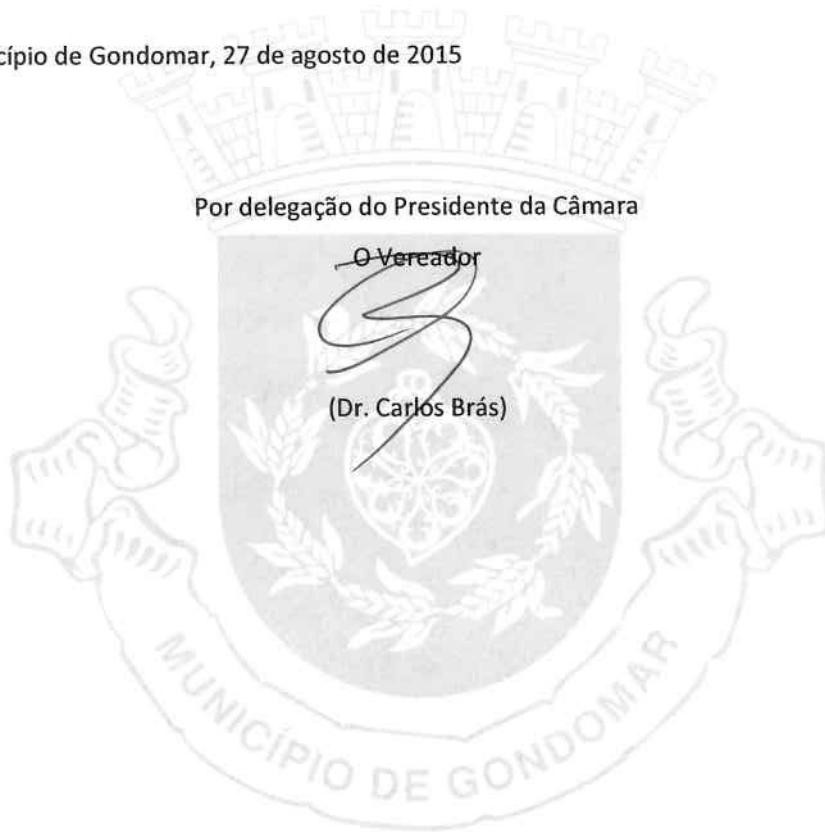 cípio de Gondomar, 27 de agosto de 2015
Por delegação do Presidente da Câmara
O Vereador
(Dr. Carlos Brás)
MUNICÍPIO DE GONDOMAR